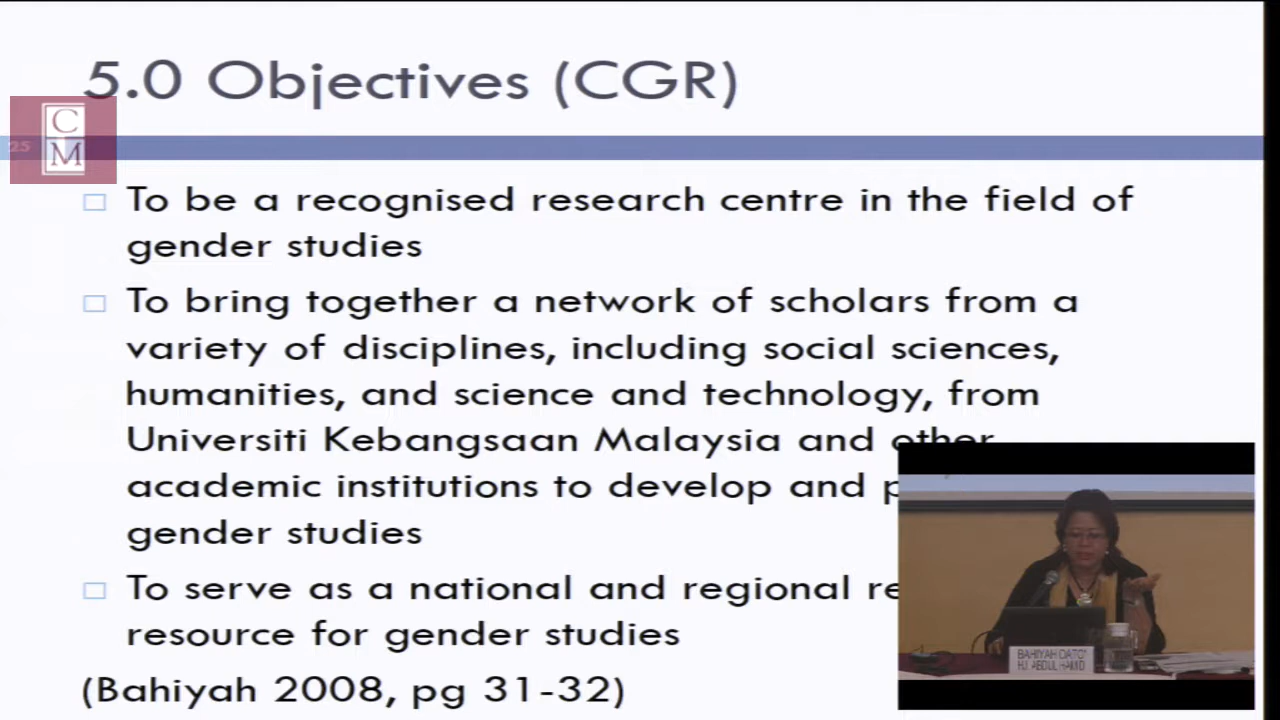 5.0 Objectives (CGR)
C
M
25
To be a recognised research centre in the field of
gender studies
To bring together a network of scholars from a
variety of disciplines, including social sciences,
humanities, and science and technology, from
Universiti Kebangsaan Malaysia and other
academic institutions to develop and
gender studies
To serve as a national and regional
resource for gender studies
(Bahiyah 2008, pg 31-32)
BAHIYAH DATO'
HJ. ABDUL HAMID